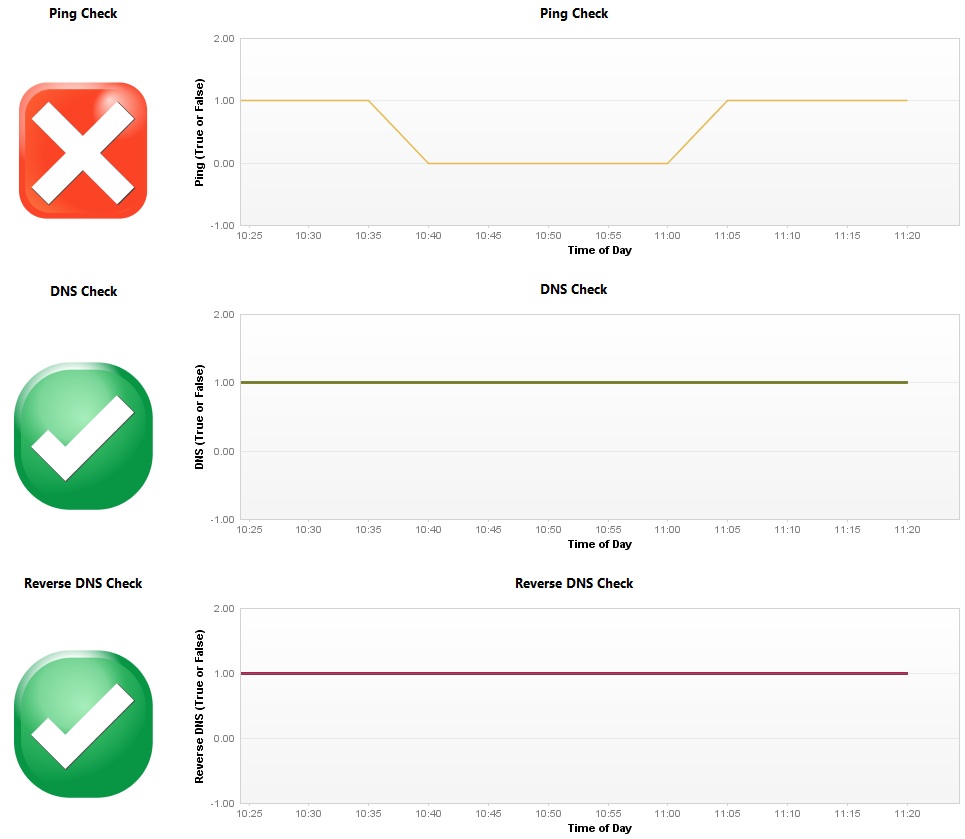 Ping Check
Ping Check
Ping (True or False)
2.00
1.00
0.00
-1.00
10:25 10:30 10:35 10:40 10:45 10:50 10:55 11:00 11:05 11:10 11:15 11:20
Time of Day
DNS Check
DNS Check
DNS (True or False)
2.00
1.00
0.00
-1.00
10:25 10:30 10:35 10:40 10:45 10:50 10:55 11:00 11:05 11:10 11:15 11:20
Time of Day
Reverse DNS Check
Reverse DNS Check
Reverse DNS (True or False)
2.00
1.00
0.00
-1.00
10:25 10:30 10:35 10:40 10:45 10:50 10:55 11:00 11:05 11:10 11:15 11:20
Time of Day